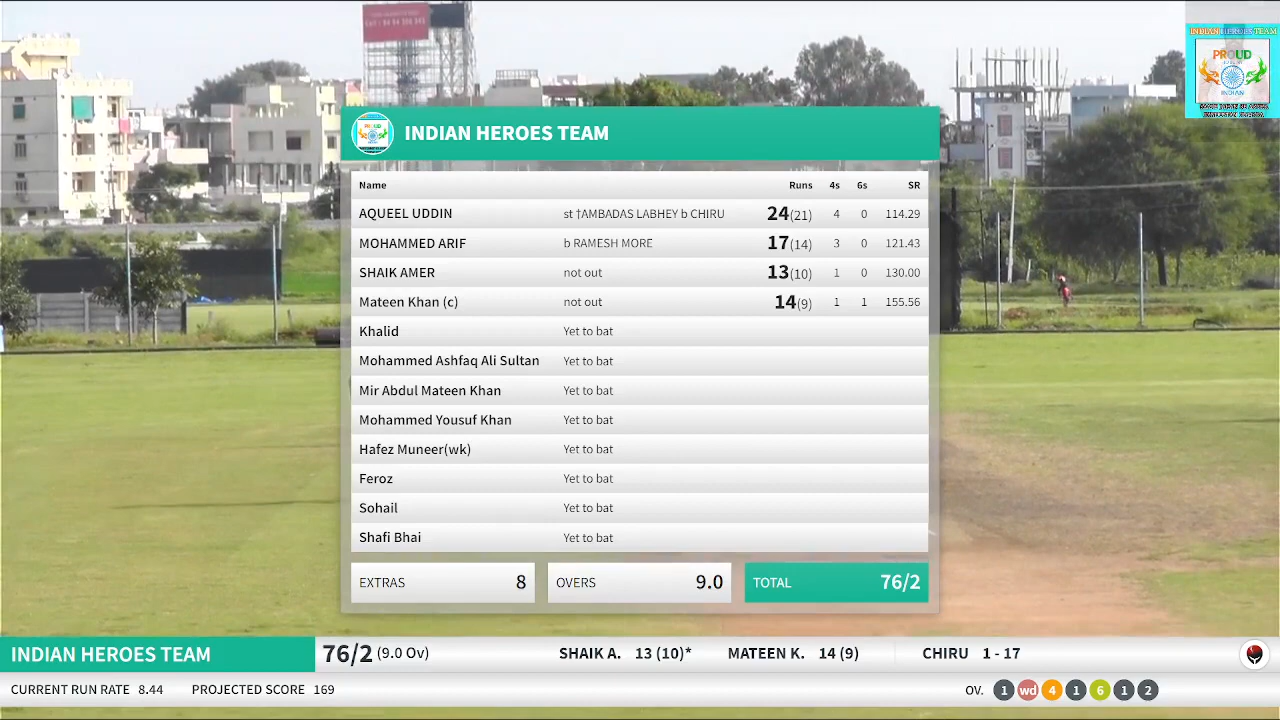 INDIAN HEROES TEAM
PROUD
INDIAN
INDIAN HEROES TEAM
Name Runs 4s 6s SR
AQUEEL UDDIN st †AMBADAS LABHEY b CHIRU 24(21) 4 0 114.29
MOHAMMED ARIF b RAMESH MORE 17(14) 3 0 121.43
SHAIK AMER not out 13(10) 1 0 130.00
Mateen Khan (c) not out 14(9) 1 1 155.56
Khalid Yet to bat
Mohammed Ashfaq Ali Sultan Yet to bat
Mir Abdul Mateen Khan Yet to bat
Mohammed Yousuf Khan Yet to bat
Hafez Muneer(wk) Yet to bat
Feroz Yet to bat
Sohail Yet to bat
Shafi Bhai Yet to bat
EXTRAS 8 OVERS 9.0 TOTAL 76/2
INDIAN HEROES TEAM 76/2 (9.0 Ov) SHAIK A. 13 (10)* MATEEN K. 14 (9) CHIRU 1 - 17
CURRENT RUN RATE 8.44 PROJECTED SCORE 169 OV. 1 wd 4 1 6 1 2